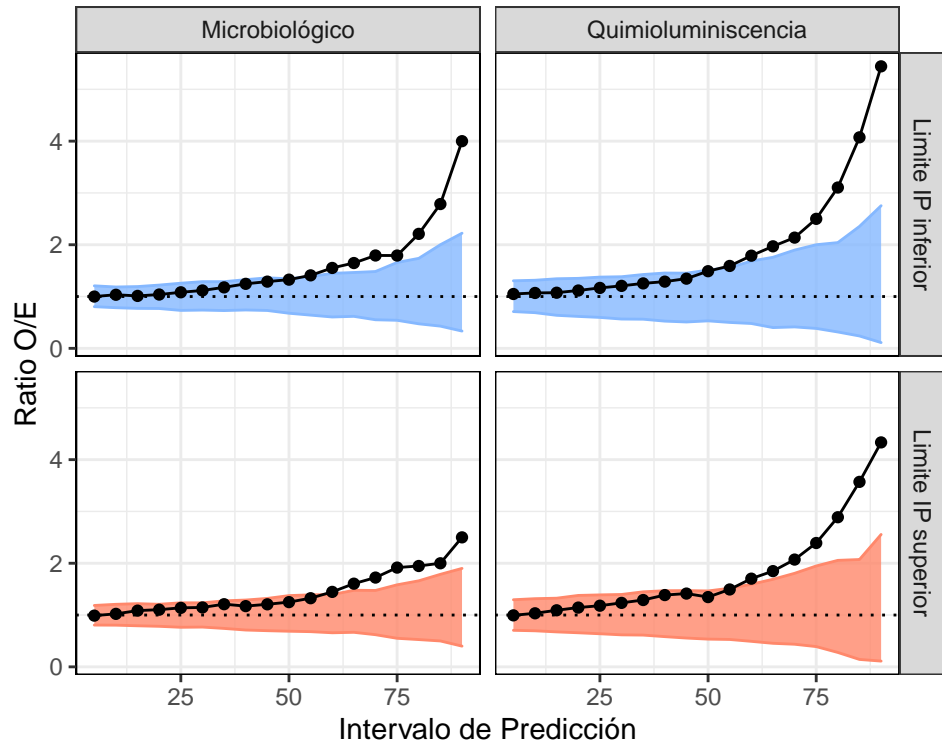 Microbiológico
Quimioluminiscencia
Ratio O/E
4
2
0
Limite IP inferior
4
2
0
Limite IP superior
25
50
75
25
50
75
Intervalo de Predicción